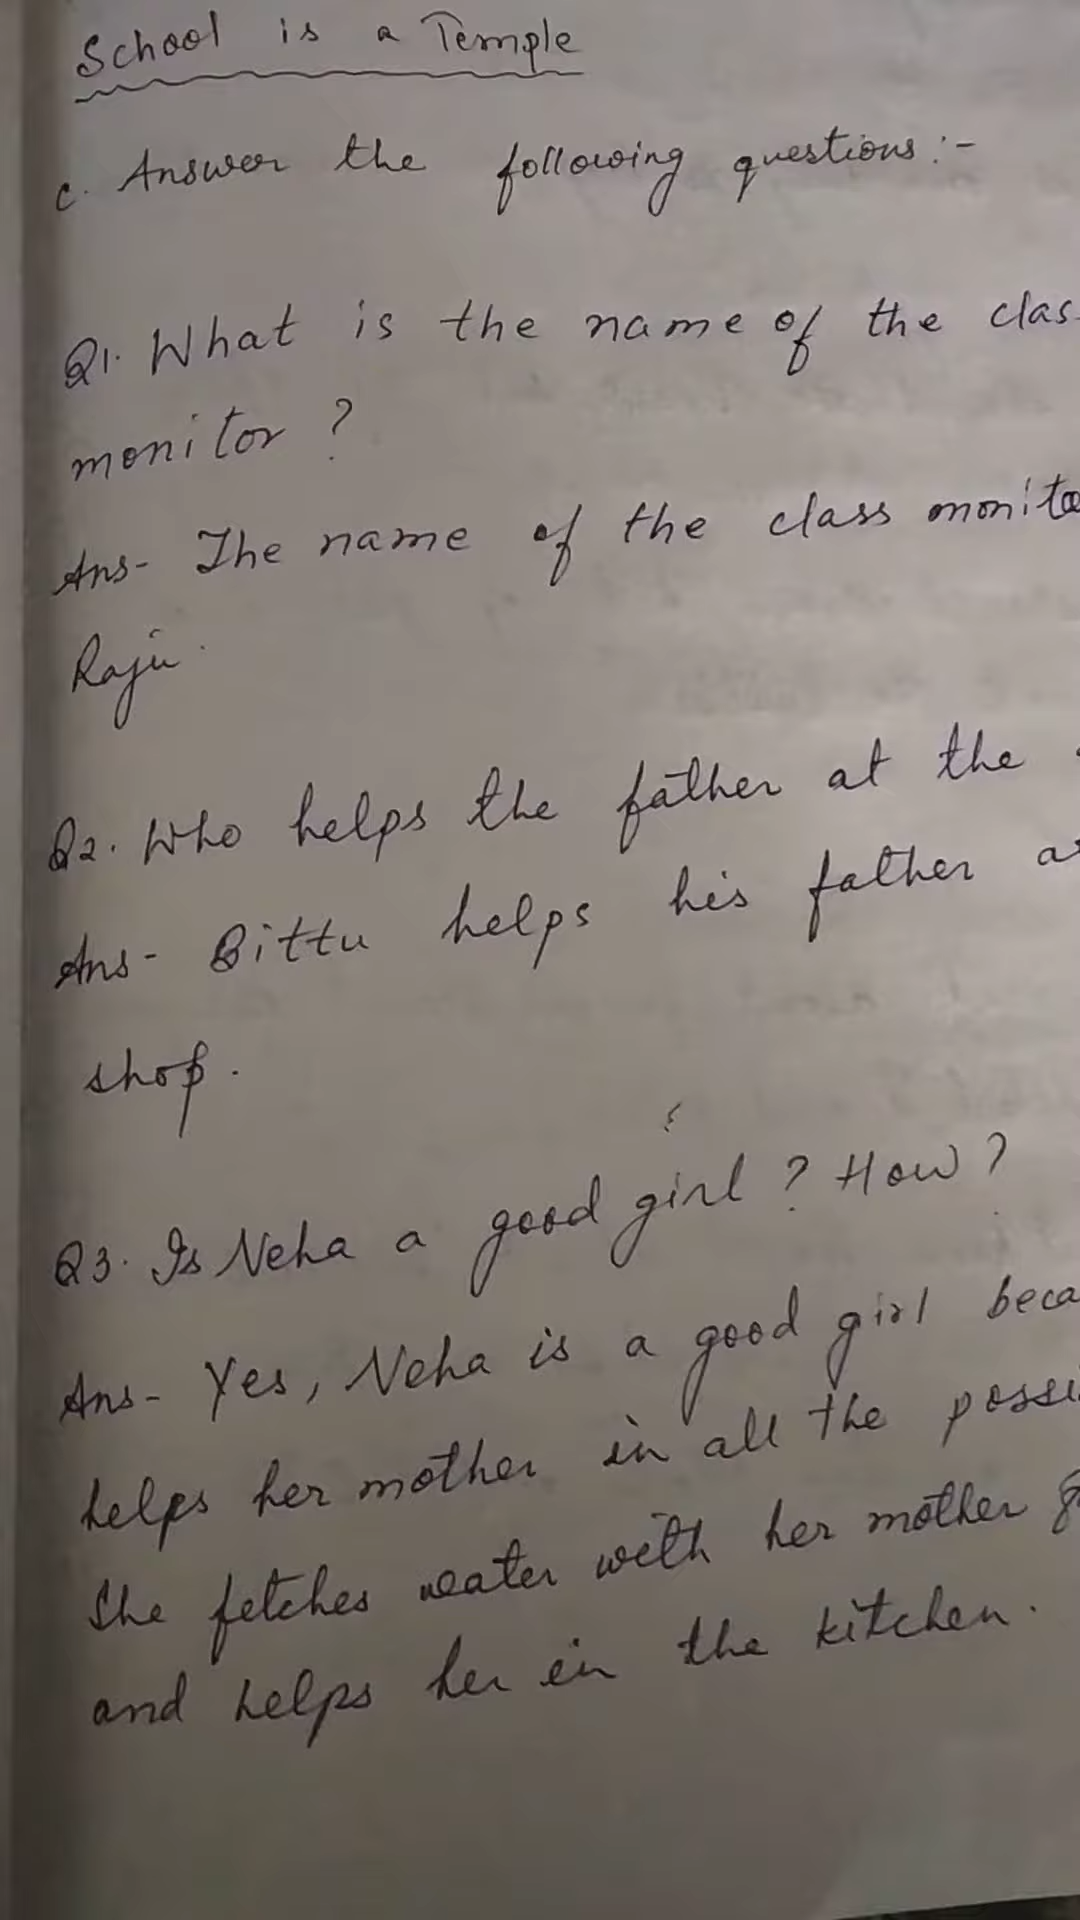 School is a Temple
C. Answer the following questions:-
Q1. What is the name of the clas
monitor ?
Ans- The name of the class monito
Raju.
Q2. Who helps the father at the
Ans- Bittu helps his father a
shop.
Q3. Is Neha a good girl ? How ?
Ans- Yes, Neha is a good girl beca
helps her mother in all the possi
She fetches water with her mother
and helps her in the kitchen.